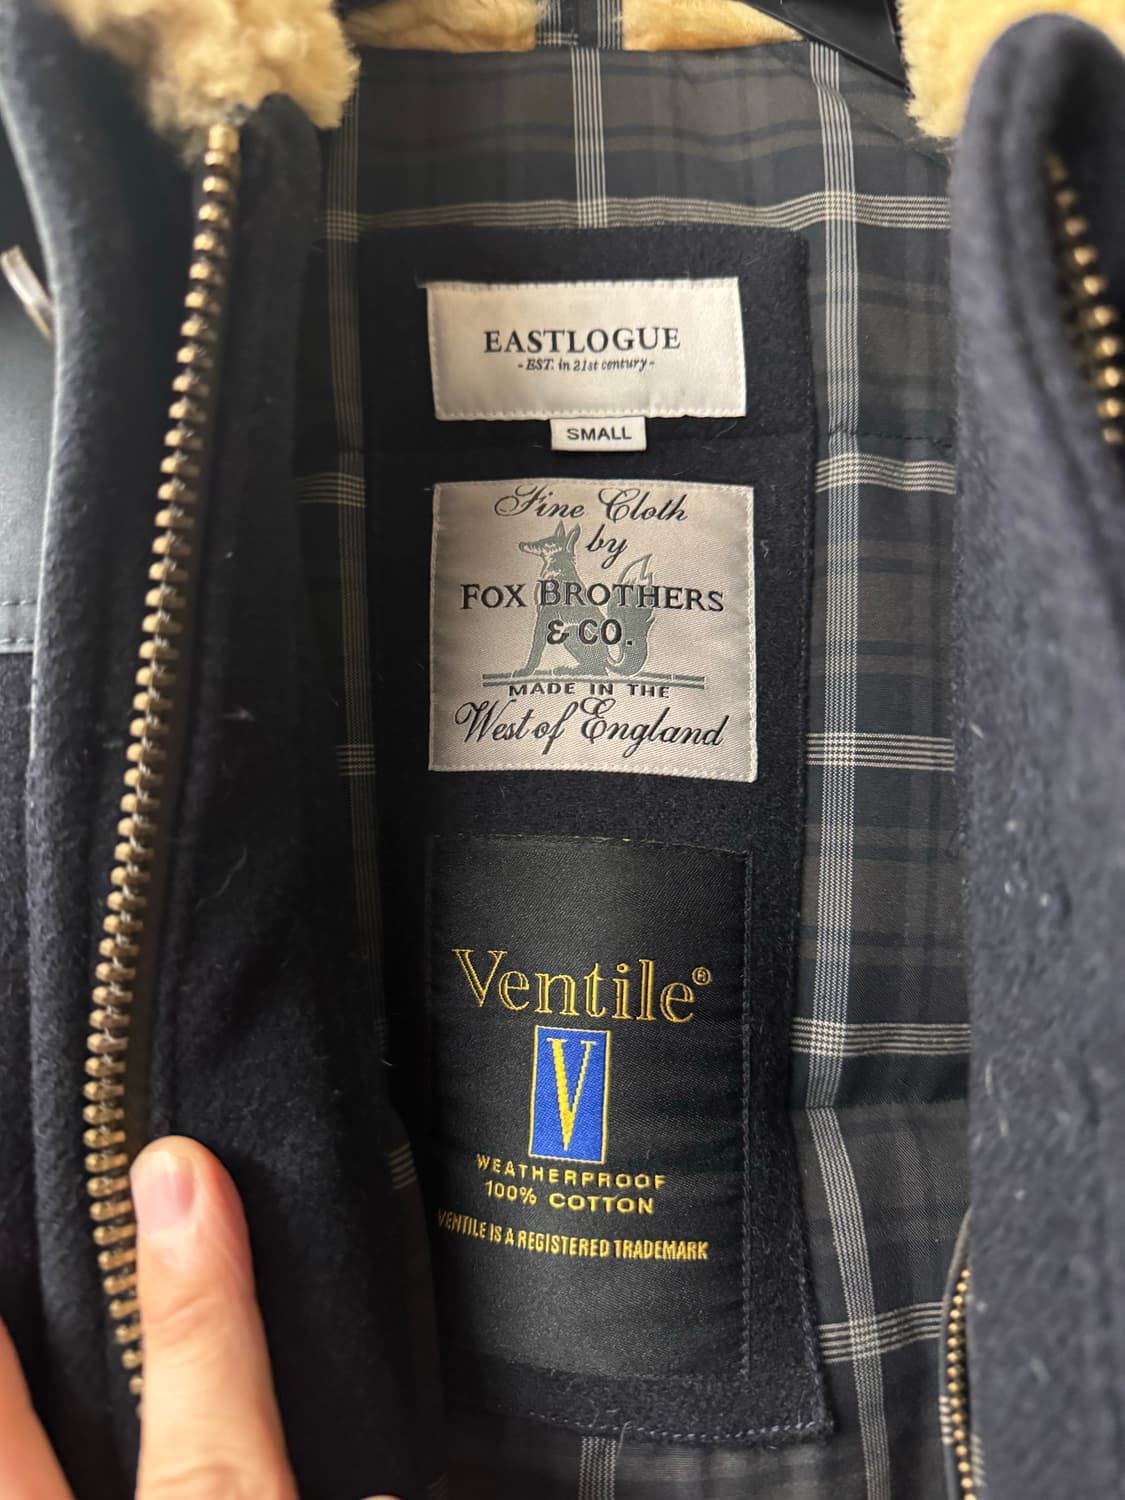 EASTLOGUE
- EST. in 21st century -
SMALL
Fine Cloth
by
FOX BROTHERS
& CO.
MADE IN THE
West of England
Ventile®
V
WEATHERPROOF
100% COTTON
VENTILE IS A REGISTERED TRADEMARK